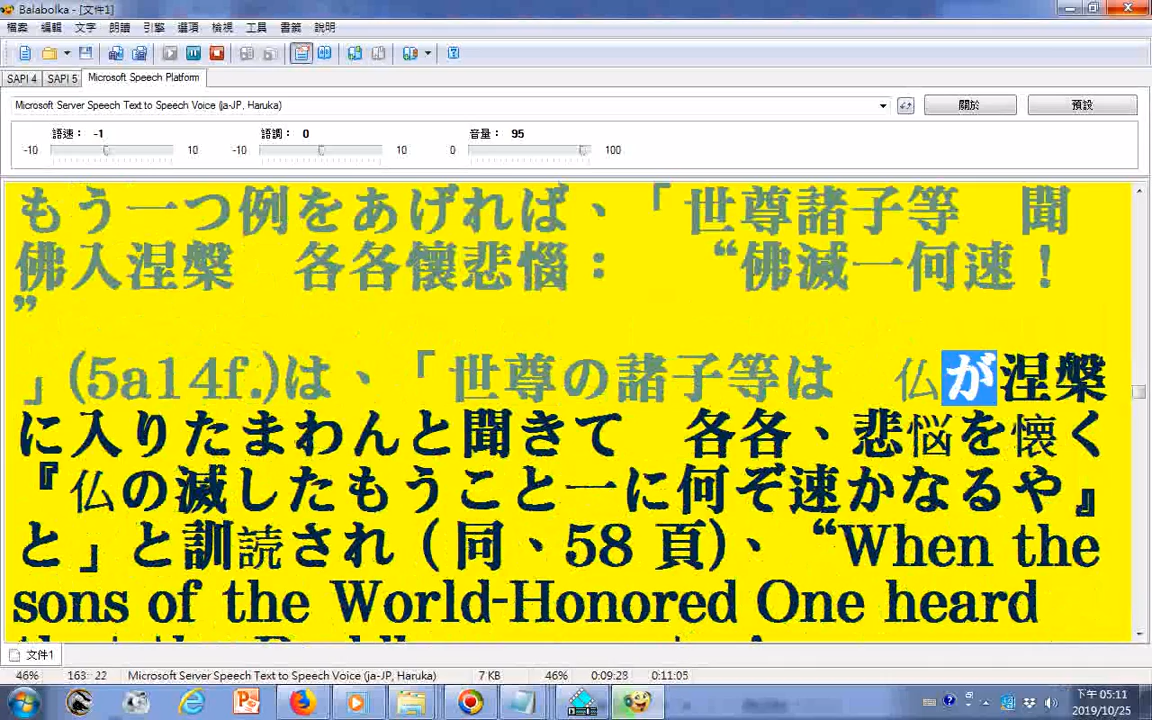 Balabolka - [文件1]
檔案 編輯 文字 朗讀 引擎 選項 檢視 工具 書籤 說明
SAPI 4 SAPI 5 Microsoft Speech Platform
Microsoft Server Speech Text to Speech Voice (ja-JP, Haruka) 關於 預設
語速： -1 語調： 0 音量： 95
-10 10 -10 10 0 100
もう一つ例をあげれば、「世尊諸子等　聞
佛入涅槃　各各懷悲惱：　“佛滅一何速！
”
」(5a14f.)は、「世尊の諸子等は　仏が涅槃
に入りたまわんと聞きて　各各、悲悩を懐く
『仏の滅したもうこと一に何ぞ速かなるや』
と」と訓読され（同、58 頁)、“When the
sons of the World-Honored One heard
文件1
46% 163: 22 Microsoft Server Speech Text to Speech Voice (ja-JP, Haruka) 7 KB 46% 0:09:23 0:11:05
下午 05:11
2019/10/25